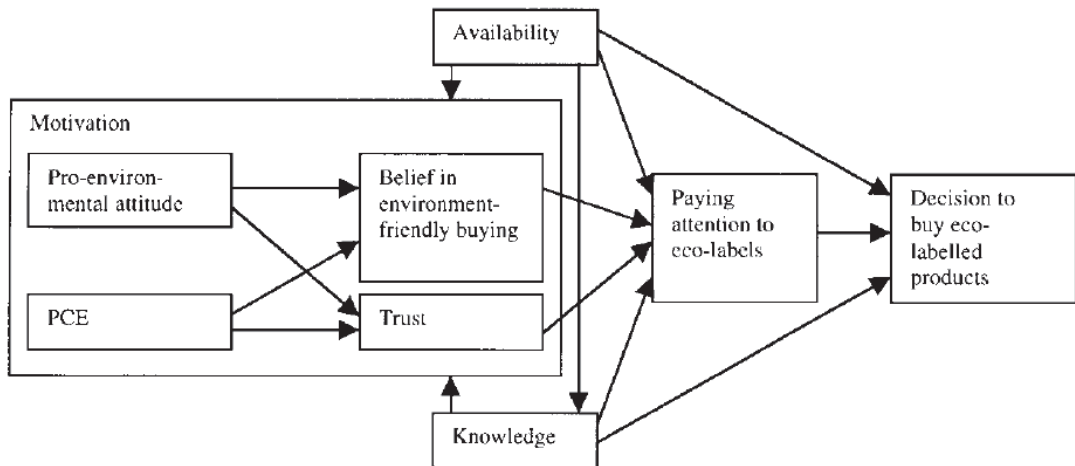 Availability
Motivation
Pro-environ-
mental attitude
Belief in
environment-
friendly buying
Paying
attention to
eco-labels
Decision to
buy eco-
labelled
products
PCE
Trust
Knowledge